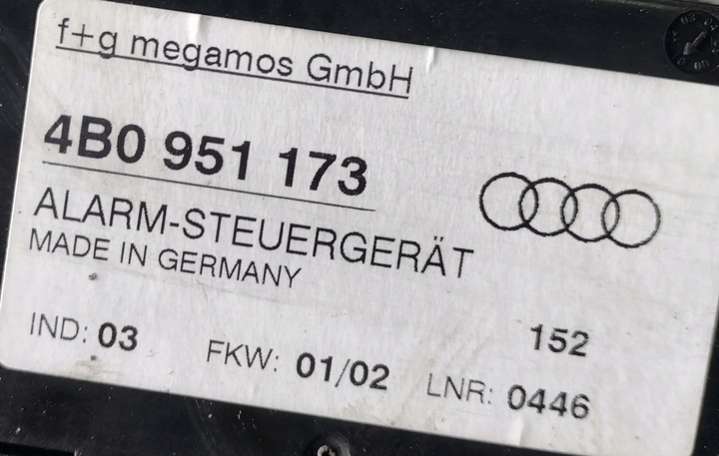 f+g megamos GmbH
4B0 951 173
ALARM-STEUERGERÄT
MADE IN GERMANY
152
IND: 03 FKW: 01/02 LNR: 0446